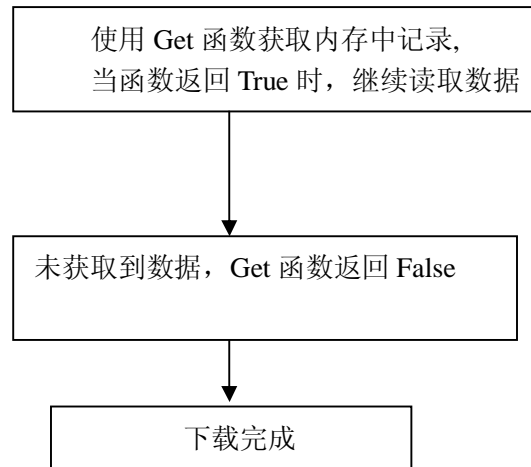 使用 Get 函数获取内存中记录,
当函数返回 True 时，继续读取数据
未获取到数据，Get 函数返回 False
下载完成